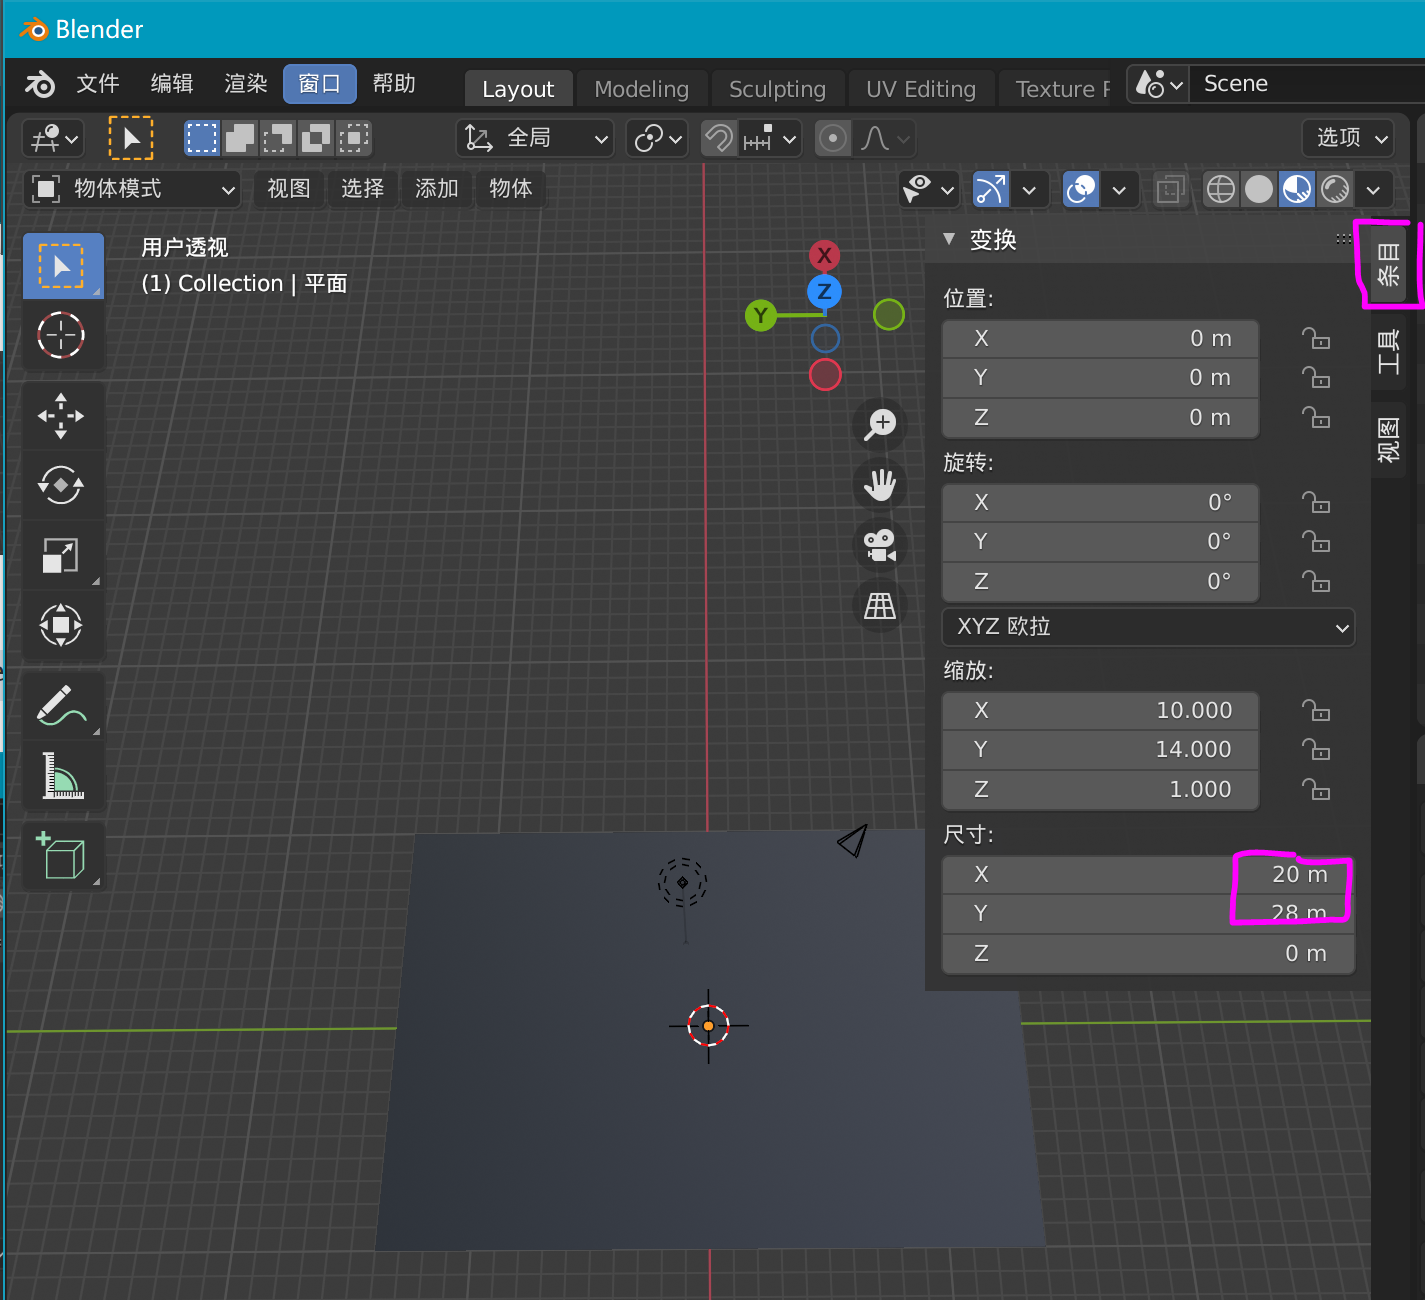 Blender
文件 编辑 渲染 窗口 帮助 Layout Modeling Sculpting UV Editing Texture P Scene
全局 选项
物体模式 视图 选择 添加 物体
用户透视
(1) Collection | 平面
X
Z
Y
变换
位置:
X 0 m
Y 0 m
Z 0 m
旋转:
X 0°
Y 0°
Z 0°
XYZ 欧拉
缩放:
X 10.000
Y 14.000
Z 1.000
尺寸:
X 20 m
Y 28 m
Z 0 m
条目
工具
视图